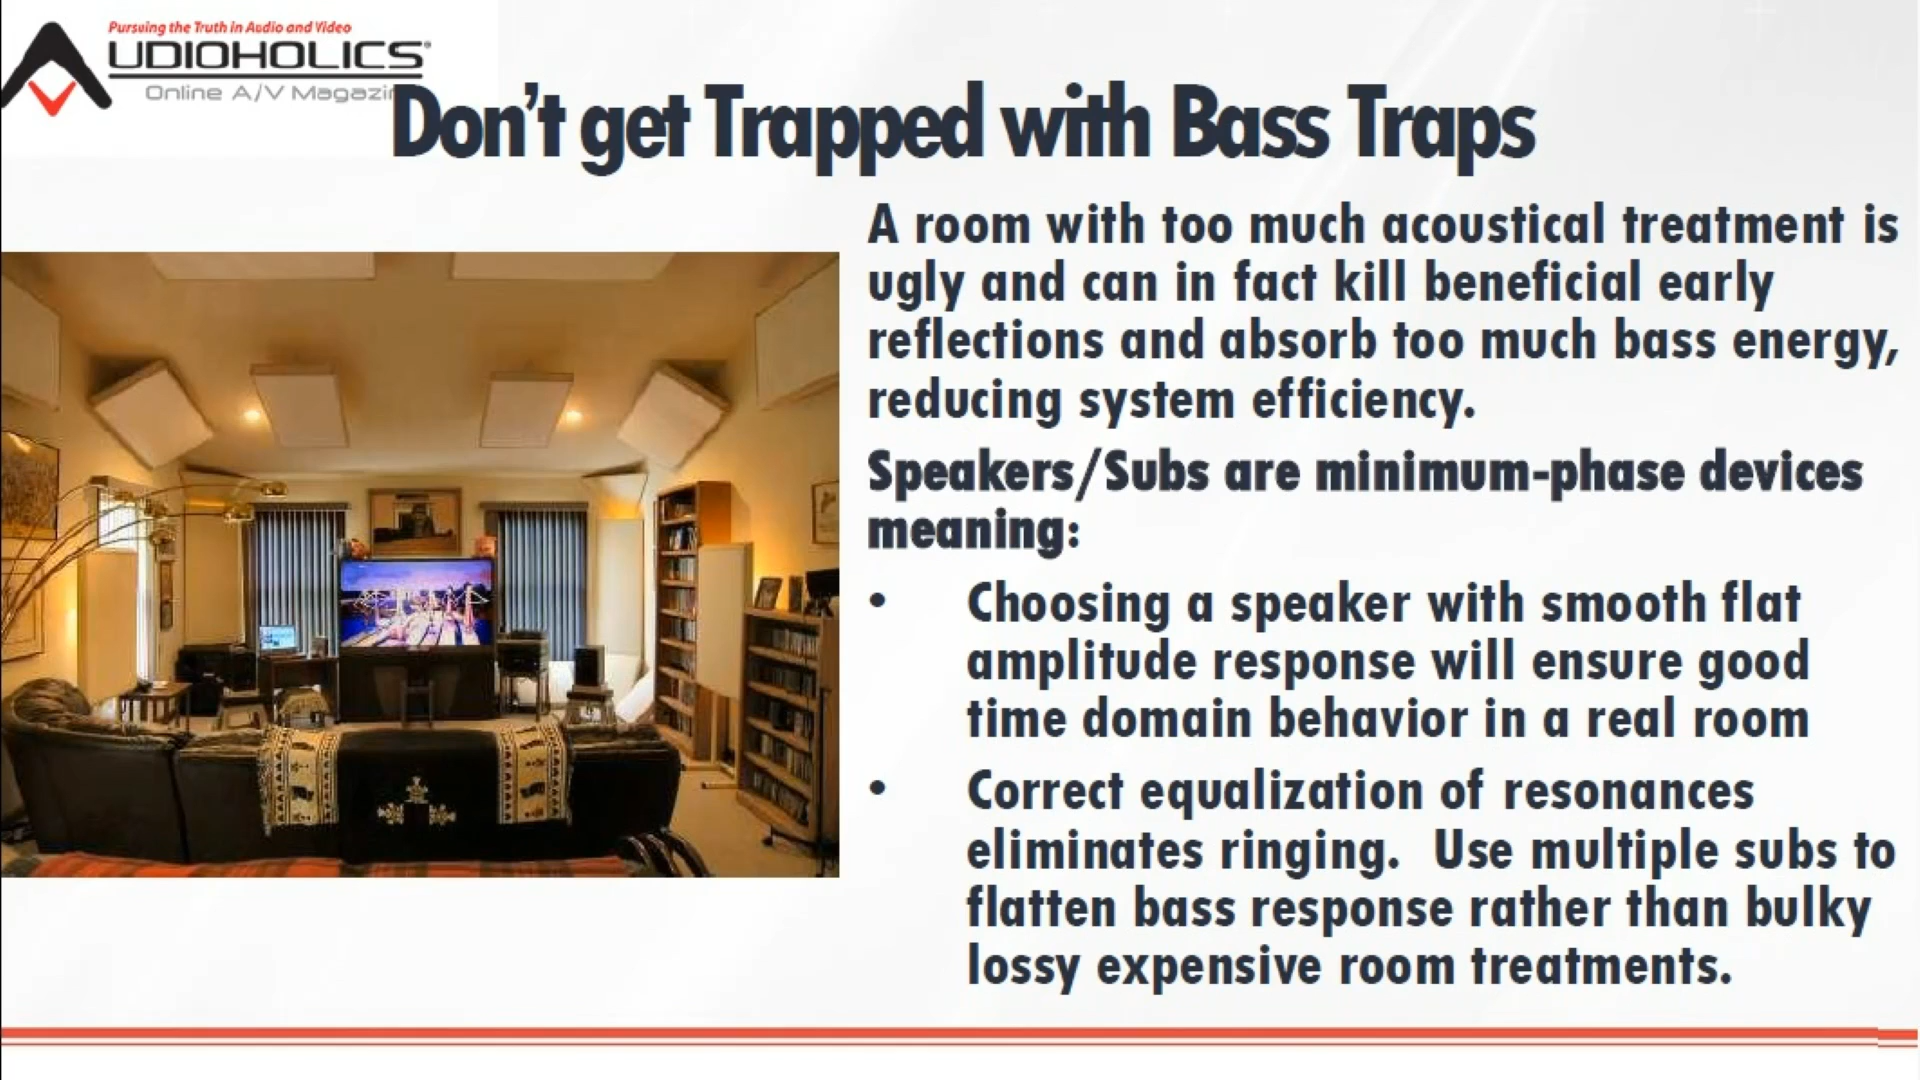 Pursuing the Truth in Audio and Video
AUDIOHOLICS
Online A/V Magazin
Don't get Trapped with Bass Traps
A room with too much acoustical treatment is
ugly and can in fact kill beneficial early
reflections and absorb too much bass energy,
reducing system efficiency.
Speakers/Subs are minimum-phase devices
meaning:
• Choosing a speaker with smooth flat
amplitude response will ensure good
time domain behavior in a real room
• Correct equalization of resonances
eliminates ringing.  Use multiple subs to
flatten bass response rather than bulky
lossy expensive room treatments.